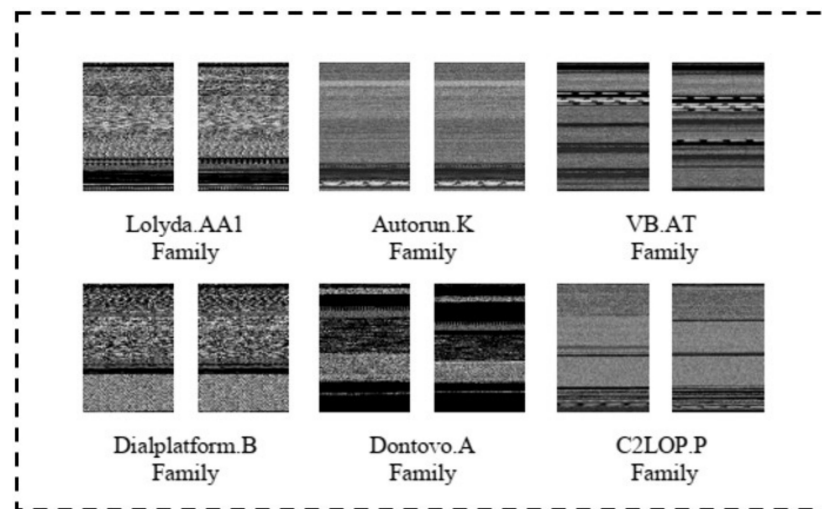 Lolyda.AA1
Family
Autorun.K
Family
VB.AT
Family
Dialplatform.B
Family
Dontovo.A
Family
C2LOP.P
Family